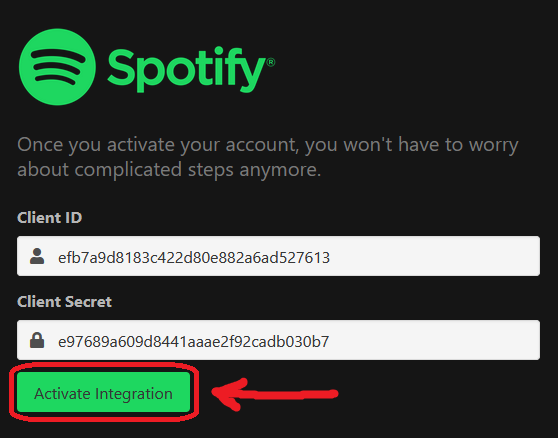 Spotify®
Once you activate your account, you won't have to worry
about complicated steps anymore.
Client ID
efb7a9d8183c422d80e882a6ad527613
Client Secret
e97689a609d8441aaae2f92cadb030b7
Activate Integration